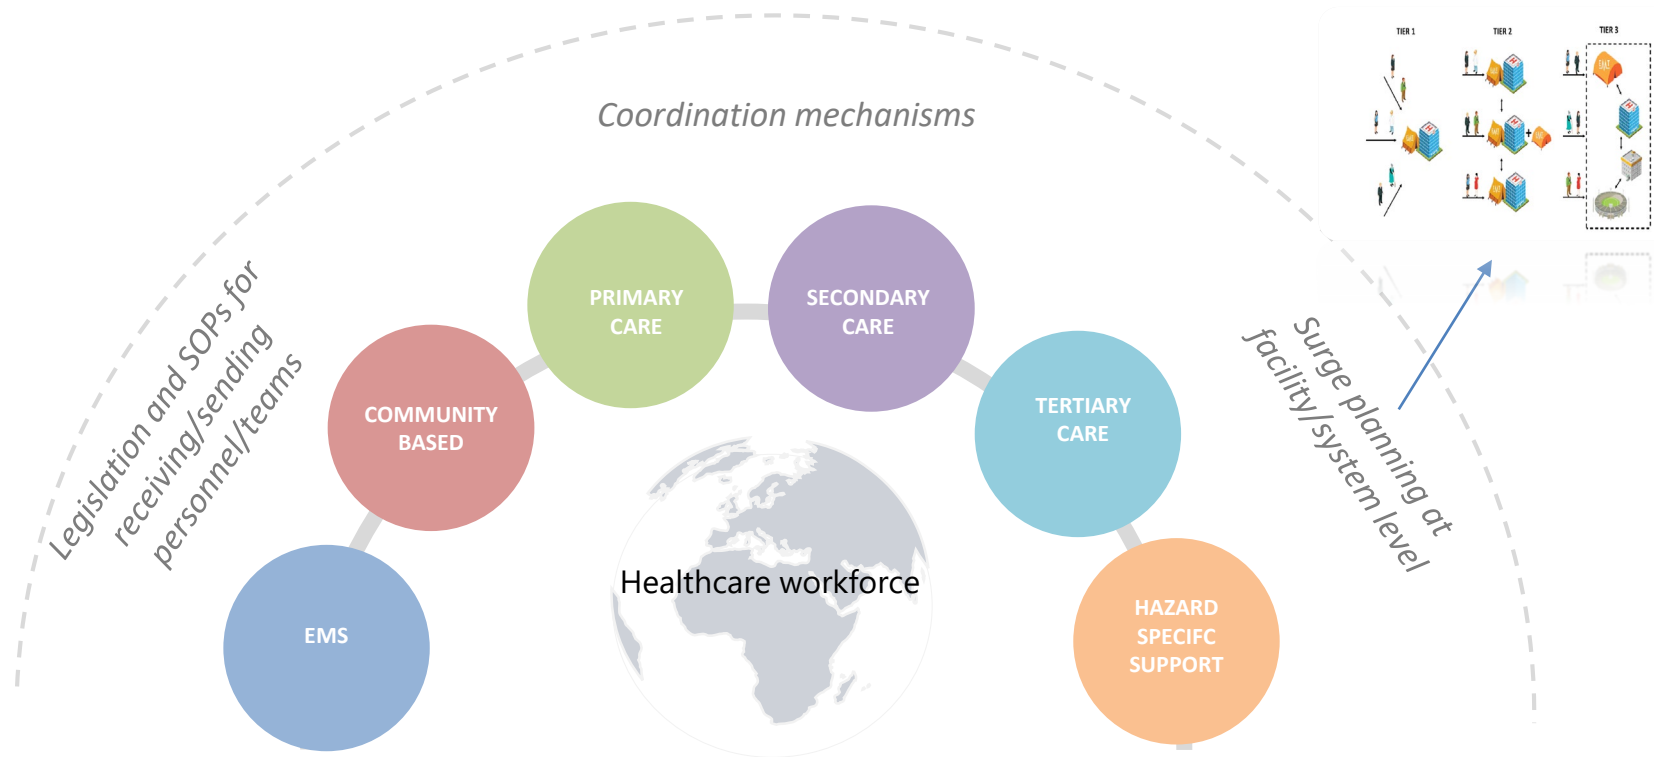 TIER 1
TIER 2
TIER 3
Coordination mechanisms
Legislation and SOPs for
receiving/sending
personnel/teams
Surge planning at
facility/system level
PRIMARY
CARE
SECONDARY
CARE
COMMUNITY
BASED
TERTIARY
CARE
EMS
Healthcare workforce
HAZARD
SPECIFC
SUPPORT
H
H
H
H
H